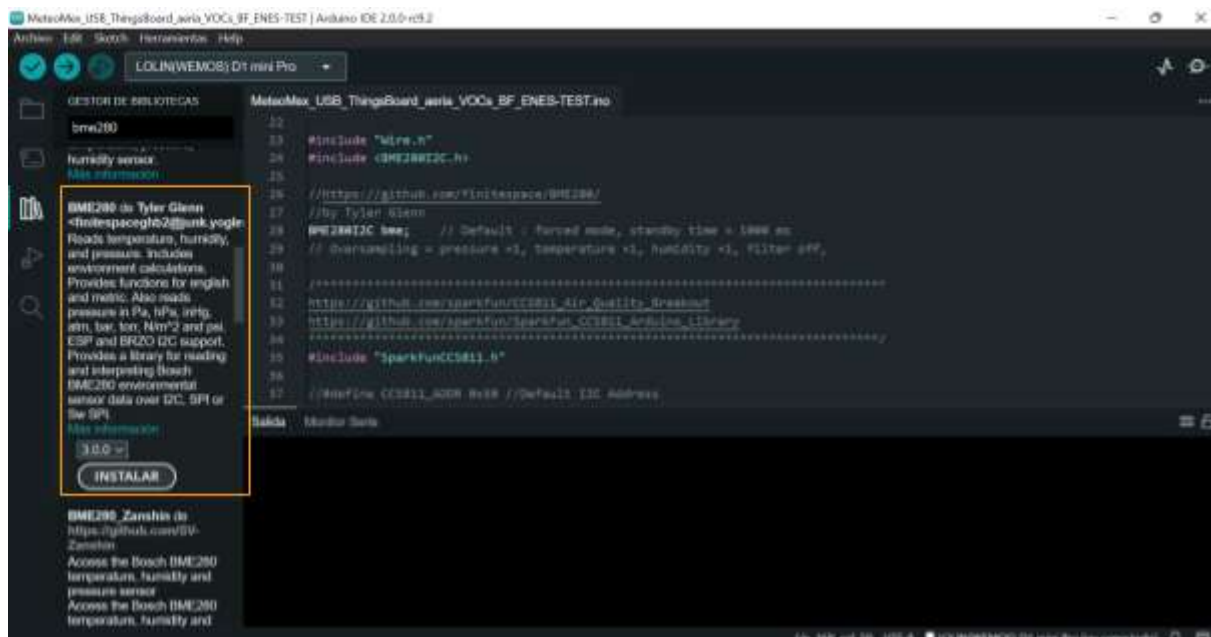 MeteoMex_USB_ThingsBoard_aeria_VOCs_BF_ENES-TEST | Arduino IDE 2.0.0-rc9.2
Archivo Edit Sketch Herramientas Help
LOLIN(WEMOS) D1 mini Pro
GESTOR DE BIBLIOTECAS
bme280
humidity sensor.
Más información
BME280 de Tyler Glenn
<finitespaceghb2@junk.yogle
Reads temperature, humidity,
and pressure. Includes
environment calculations.
Provides functions for english
and metric. Also reads
pressure in Pa, hPa, inHg,
atm, bar, torr, N/m^2 and psi.
ESP and BRZO I2C support.
Provides a library for reading
and interpreting Bosch
BME280 environmental
sensor data over I2C, SPI or
Sw SPI.
Más información
3.0.0
INSTALAR
BME280_Zanshin de
https://github.com/SV-
Zanshin
Access the Bosch BME280
temperature, humidity and
pressure sensor
Access the Bosch BME280
temperature, humidity and
MeteoMex_USB_ThingsBoard_aeria_VOCs_BF_ENES-TEST.ino
22
23 #include "Wire.h"
24 #include <BME280I2C.h>
25
26 //https://github.com/finitespace/BME280/
27 //by Tyler Glenn
28 BME280I2C bme; // Default : forced mode, standby time = 1000 ms
29 // Oversampling = pressure ×1, temperature ×1, humidity ×1, filter off,
30
31
32 https://github.com/sparkfun/CCS811_Air_Quality_Breakout
33 https://github.com/sparkfun/SparkFun_CCS811_Arduino_Library
34
35 #include "SparkFunCCS811.h"
36
37 //#define CCS811_ADDR 0x5B //Default I2C Address
Salida Monitor Serie